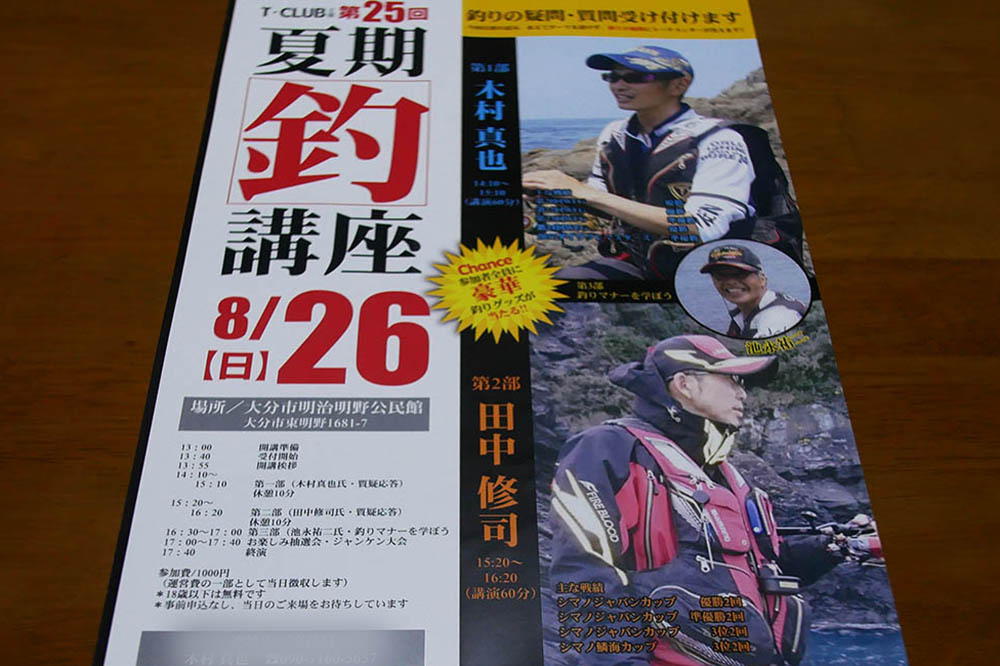 T-CLUB
第25回
夏期
釣
講座
8/26
【日】
場所／大分市明治明野公民館
大分市東明野1681-7
13：00 開講準備
13：40 受付開始
13：55 開講挨拶
14：10～
15：10 第一部（木村真也氏・質疑応答）
休憩10分
15：20～
16：20 第二部（田中修司氏・質疑応答）
休憩10分
16：30～17：00 第三部（池永祐二氏・釣りマナーを学ぼう
17：00～17：40 お楽しみ抽選会・ジャンケン大会
17：40 終演
参加費/1000円
（運営費の一部として当日徴収します）
＊18歳以下は無料です
＊事前申込なし、当日のご来場をお待ちしています
釣りの疑問・質問受け付けます
第1部
木村真也
14:10～
15:10
（講演60分）
Chance
参加者全員に
豪華
釣りグッズが
当たる!!
第3部
釣りマナーを学ぼう
第2部
田中修司
15:20～
16:20
（講演60分）
FIREBLOOD
SHIMANO
主な戦績
シマノジャパンカップ 優勝2回
シマノジャパンカップ 準優勝2回
シマノジャパンカップ 3位2回
シマノ鱗海カップ 3位2回